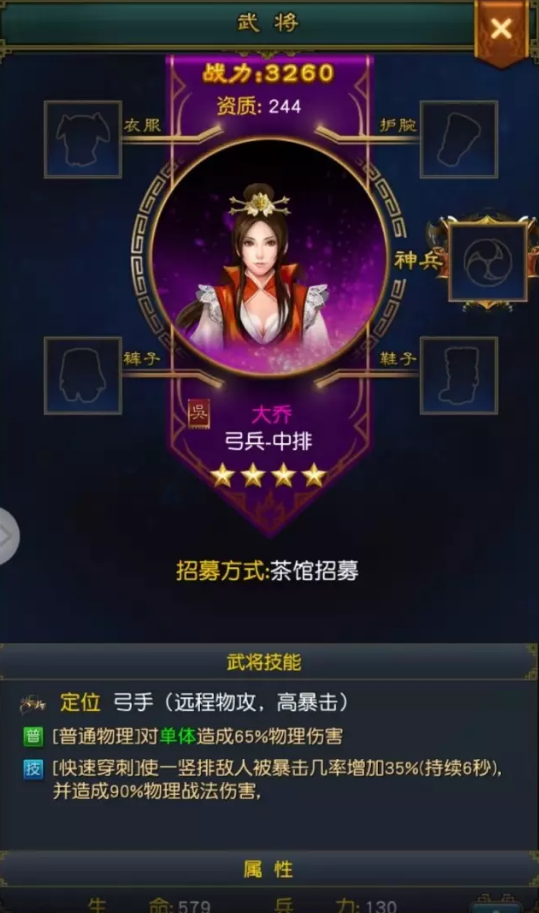 武将
战力:3260
资质: 244
衣服
护腕
神兵
裤子
鞋子
吳
大乔
弓兵-中排
招募方式:茶馆招募
武将技能
定位 弓手（远程物攻，高暴击）
普 [普通物理]对单体造成65%物理伤害
技 [快速穿刺]使一竖排敌人被暴击几率增加35%(持续6秒),
并造成90%物理战法伤害,
属性
生 命:579 兵 力:130